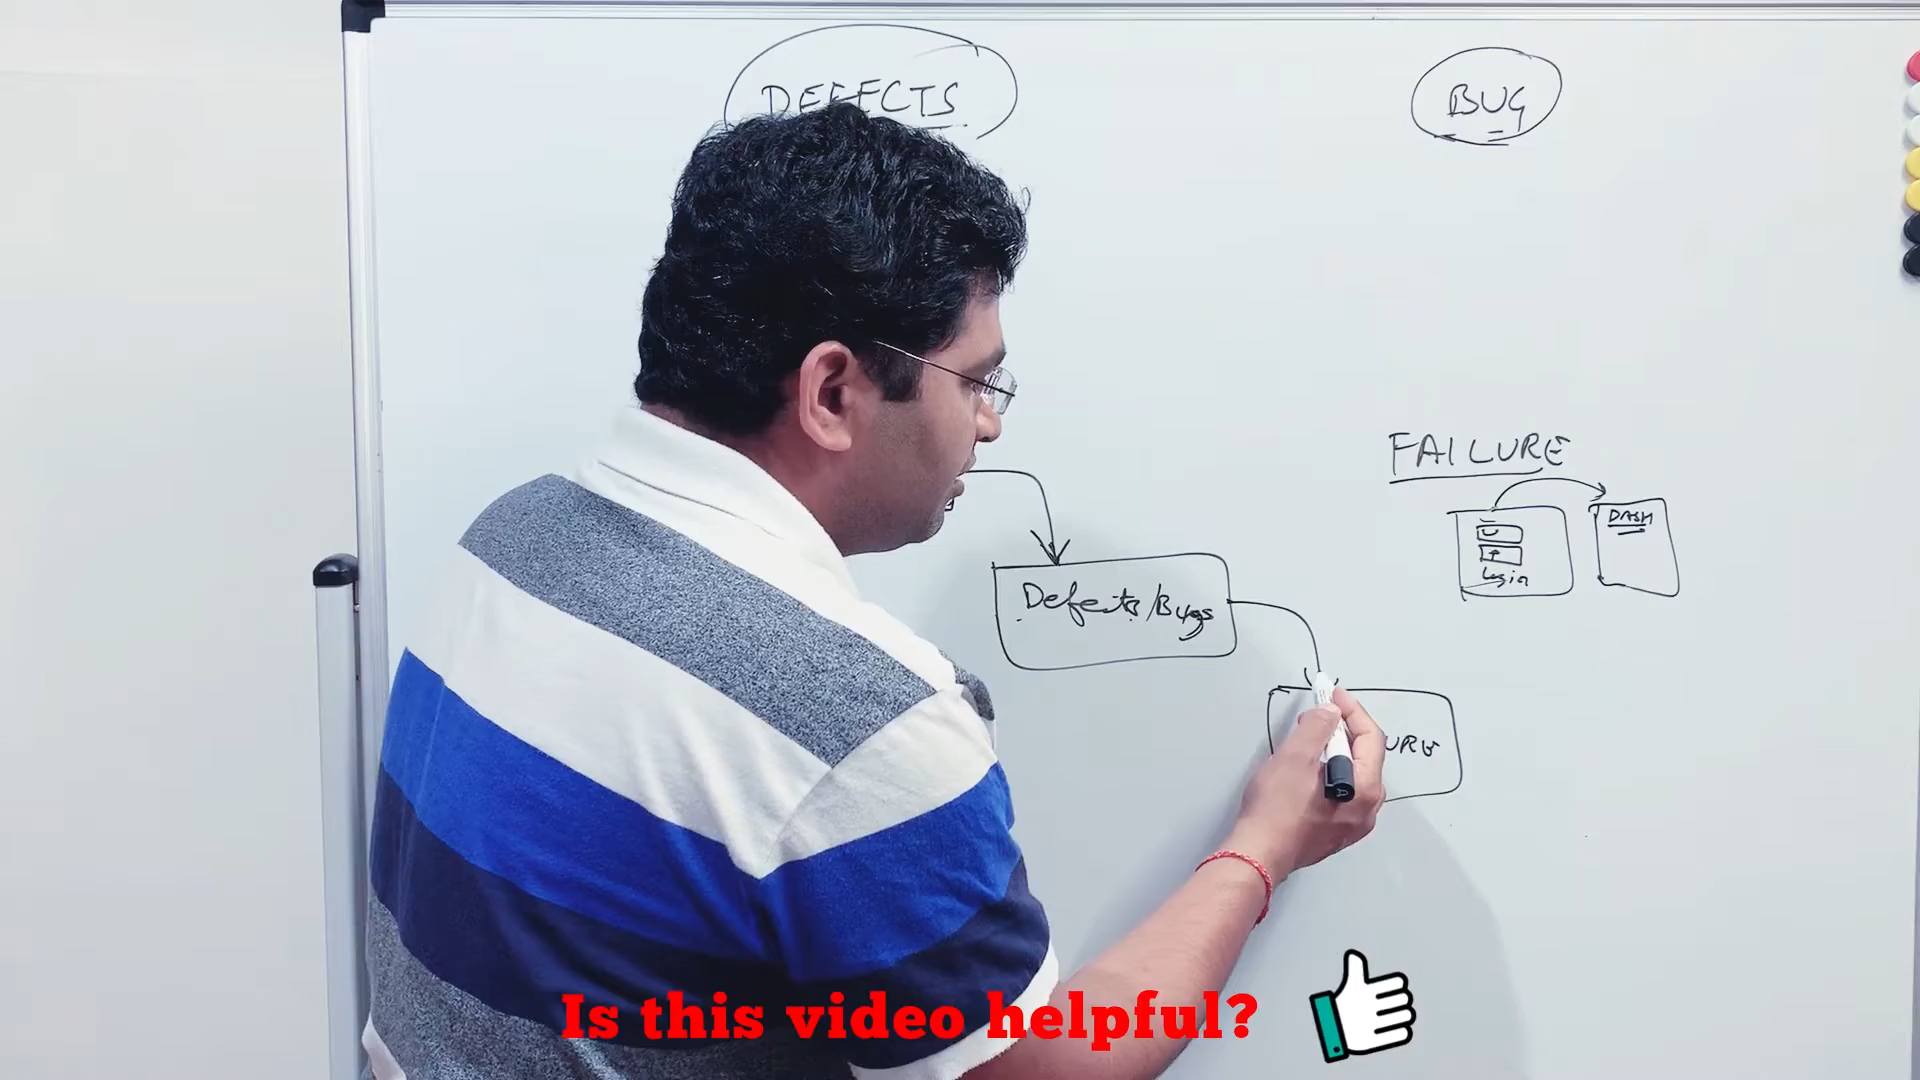 DEFECTS
BUG
FAILURE
DASH
U
P
Login
Defects/Bugs
Is this video helpful?